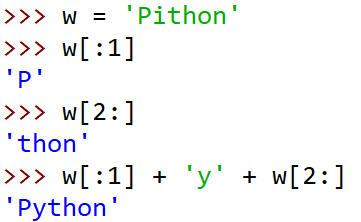 >>> w = 'Pithon'
>>> w[:1]
'P'
>>> w[2:]
'thon'
>>> w[:1] + 'y' + w[2:]
'Python'